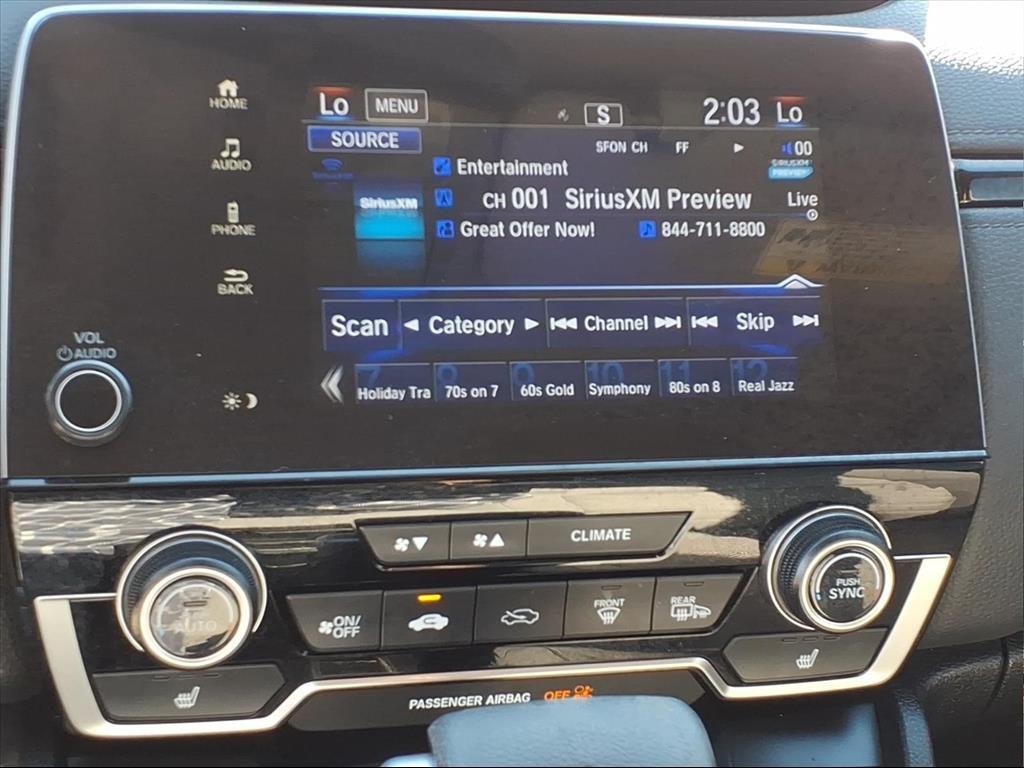 HOME
AUDIO
PHONE
BACK
VOL
AUDIO
Lo MENU S 2:03 Lo
SOURCE SFON CH FF 00
Entertainment SIRIUSXM PREVIEW
SiriusXM CH 001 SiriusXM Preview Live
Great Offer Now! 844-711-8800
Scan Category Channel Skip
7 8 9 10 11 12
Holiday Tra 70s on 7 60s Gold Symphony 80s on 8 Real Jazz
CLIMATE
AUTO
ON/OFF FRONT REAR
PUSH SYNC
PASSENGER AIRBAG OFF